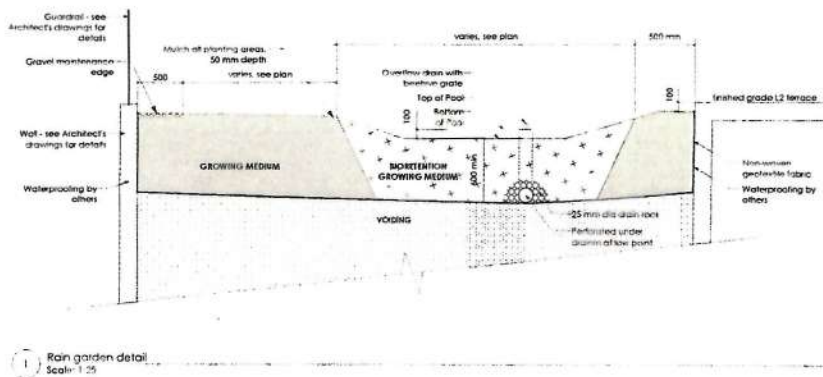 Guardrail - see
Architect's drawings for
details
Gravel maintenance
edge
Mulch all planting areas.
50 mm depth
500
varies, see plan
varies, see plan
500 mm
Overflow drain with
beehive grate
Top of Pool
Bottom
of Pool
100
100
finished grade L2 terrace
Wall - see Architect's
drawings for details
GROWING MEDIUM
BIORETENTION
GROWING MEDIUM
600 min
Non-woven
geotextile fabric
Waterproofing by
others
Waterproofing by
others
VOIDING
25 mm dia drain rock
Perforated under
drain at low point
1
Rain garden detail
Scale: 1:25